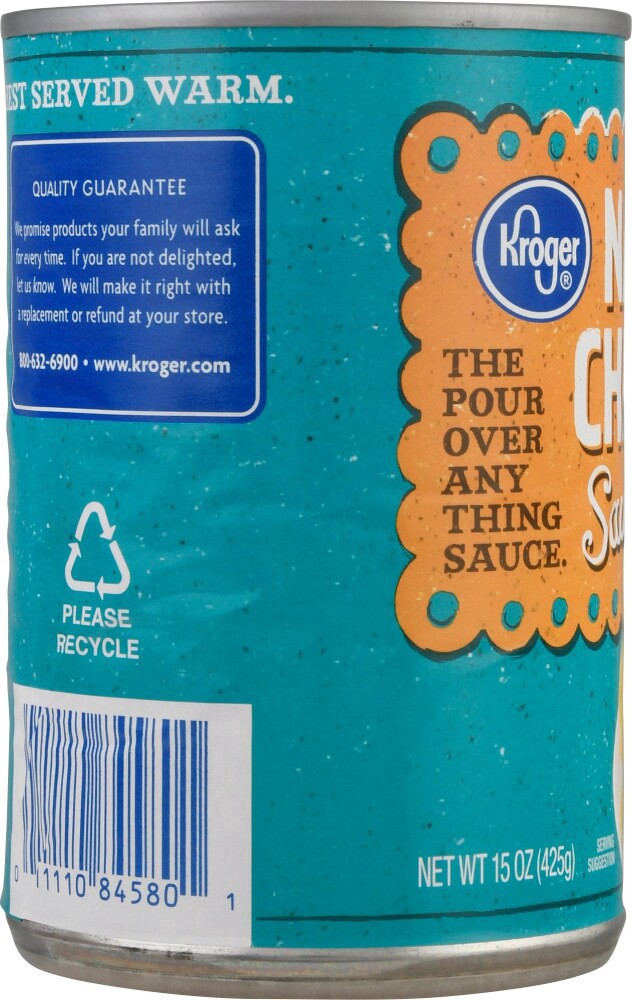 SERVED WARM.
QUALITY GUARANTEE
We promise products your family will ask
for every time. If you are not delighted,
let us know. We will make it right with
a replacement or refund at your store.
800-632-6900 • www.kroger.com
PLEASE
RECYCLE
0 11110 84580 1
Kroger®
THE
POUR
OVER
ANY
THING
SAUCE.
NET WT 15 OZ (425g)
SERVING
SUGGESTION